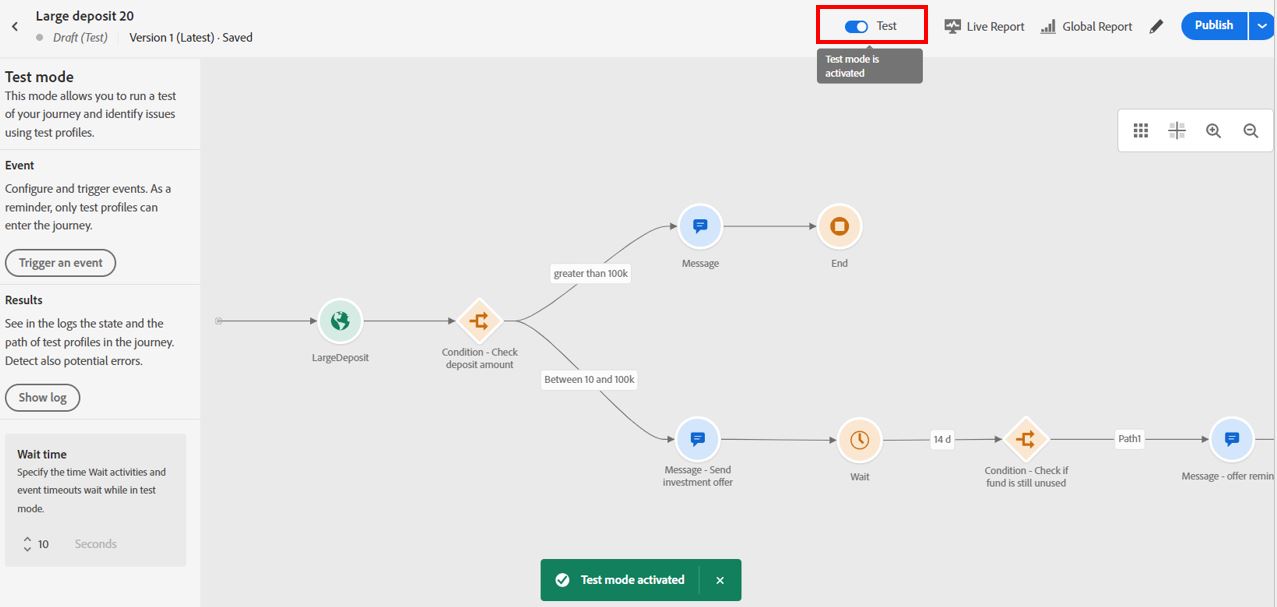 Large deposit 20
Draft (Test)
Version 1 (Latest) · Saved
Test
Live Report
Global Report
Publish
Test mode is
activated
Test mode
This mode allows you to run a test
of your journey and identify issues
using test profiles.
Event
Configure and trigger events. As a
reminder, only test profiles can
enter the journey.
Trigger an event
Results
See in the logs the state and the
path of test profiles in the journey.
Detect also potential errors.
Show log
Wait time
Specify the time Wait activities and
event timeouts wait while in test
mode.
10 Seconds
LargeDeposit
Condition - Check
deposit amount
greater than 100k
Message
End
Between 10 and 100k
Message - Send
investment offer
Wait
14 d
Condition - Check if
fund is still unused
Path1
Message - offer remin
Test mode activated